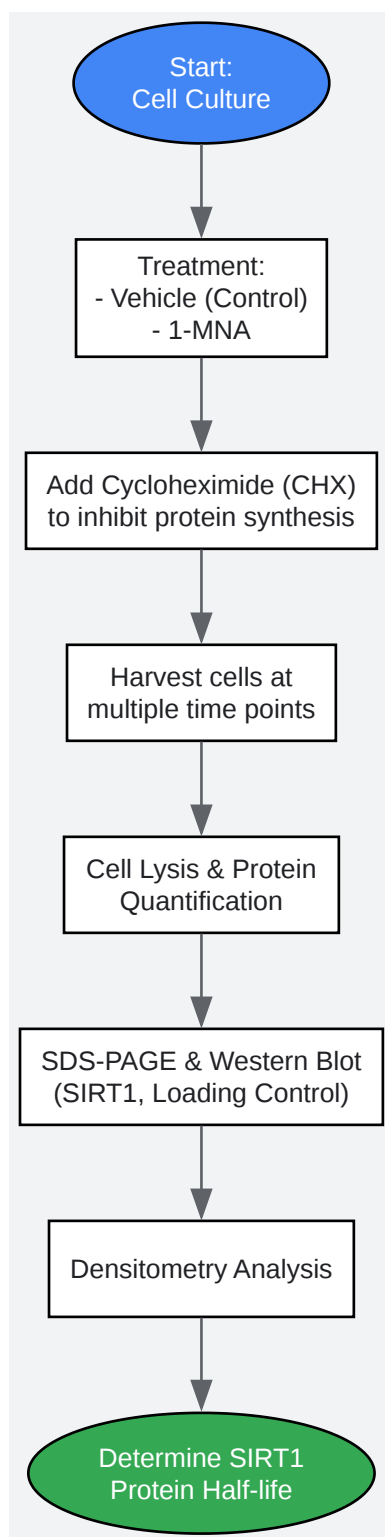 Start:
Cell Culture
Treatment:
- Vehicle (Control)
- 1-MNA
Add Cycloheximide (CHX)
to inhibit protein synthesis
Harvest cells at
multiple time points
Cell Lysis & Protein
Quantification
SDS-PAGE & Western Blot
(SIRT1, Loading Control)
Densitometry Analysis
Determine SIRT1
Protein Half-life